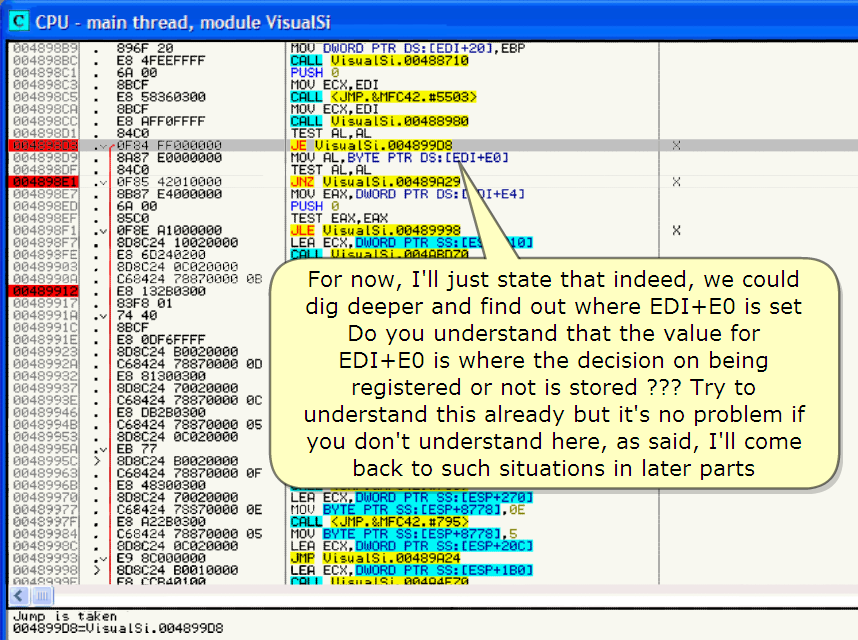 C CPU - main thread, module VisualSi
004898B9 . 896F 20 MOV DWORD PTR DS:[EDI+20],EBP
004898BC . E8 4FEEFFFF CALL VisualSi.00488710
004898C1 . 6A 00 PUSH 0
004898C3 . 8BCF MOV ECX,EDI
004898C5 . E8 58360300 CALL <JMP.&MFC42.#5503>
004898CA . 8BCF MOV ECX,EDI
004898CC . E8 AFF0FFFF CALL VisualSi.00488980
004898D1 . 84C0 TEST AL,AL
004898D3 . 0F84 FF000000 JE VisualSi.004899D8 X
004898D9 . 8A87 E0000000 MOV AL,BYTE PTR DS:[EDI+E0]
004898DF . 84C0 TEST AL,AL
004898E1 . 0F85 42010000 JNZ VisualSi.00489A29 X
004898E7 . 8B87 E4000000 MOV EAX,DWORD PTR DS:[EDI+E4]
004898ED . 6A 00 PUSH 0
004898EF . 85C0 TEST EAX,EAX
004898F1 . 0F8E A1000000 JLE VisualSi.00489998 X
004898F7 . 8D8C24 10020000 LEA ECX,DWORD PTR SS:[ES 10]
004898FE . E8 6D240200 CALL VisualSi.004ABD70
00489903 . 8D8C24 0C020000
0048990A . C68424 78870000 0B
00489912 . E8 132B0300
00489917 . 83F8 01
0048991A . 74 40
0048991C . 8BCF
0048991E . E8 0DF6FFFF
00489923 . 8D8C24 B0020000
0048992A . C68424 78870000 0D
00489932 . E8 81300300
00489937 . 8D8C24 70020000
0048993E . C68424 78870000 0C
00489946 . E8 DB2B0300
0048994B . C68424 78870000 05
00489953 . 8D8C24 0C020000
0048995A . EB 77
0048995C > 8D8C24 B0020000
00489963 . C68424 78870000 0F
0048996B . E8 48300300
00489970 . 8D8C24 70020000 LEA ECX,DWORD PTR SS:[ESP+270]
00489977 . C68424 78870000 0E MOV BYTE PTR SS:[ESP+8778],0E
0048997F . E8 A22B0300 CALL <JMP.&MFC42.#795>
00489984 . C68424 78870000 05 MOV BYTE PTR SS:[ESP+8778],5
0048998C . 8D8C24 0C020000 LEA ECX,DWORD PTR SS:[ESP+20C]
00489993 . E9 8C000000 JMP VisualSi.00489A24
00489998 > 8D8C24 B0010000 LEA ECX,DWORD PTR SS:[ESP+1B0]
0048999F . E8 CCB40100 CALL VisualSi.004A4E70
For now, I'll just state that indeed, we could
dig deeper and find out where EDI+E0 is set
Do you understand that the value for
EDI+E0 is where the decision on being
registered or not is stored ??? Try to
understand this already but it's no problem if
you don't understand here, as said, I'll come
back to such situations in later parts
Jump is taken
004899D8=VisualSi.004899D8